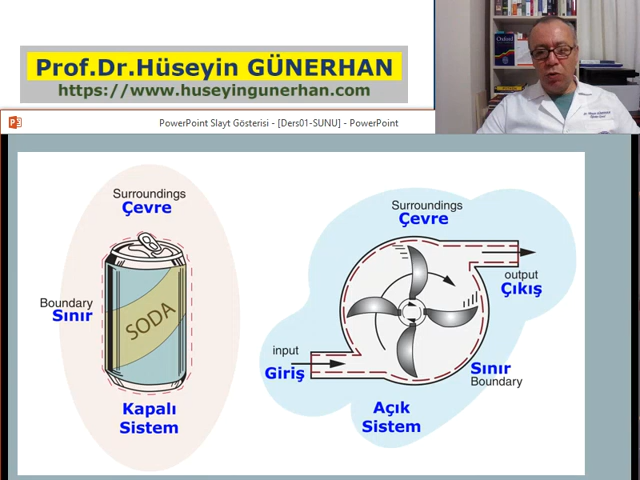 Prof.Dr.Hüseyin GÜNERHAN
https://www.huseyingunerhan.com
PowerPoint Slayt Gösterisi - [Ders01-SUNU] - PowerPoint
Surroundings
Çevre
Boundary
Sınır
SODA
Kapalı
Sistem
Surroundings
Çevre
output
Çıkış
input
Giriş
Sınır
Boundary
Açık
Sistem
Oxford